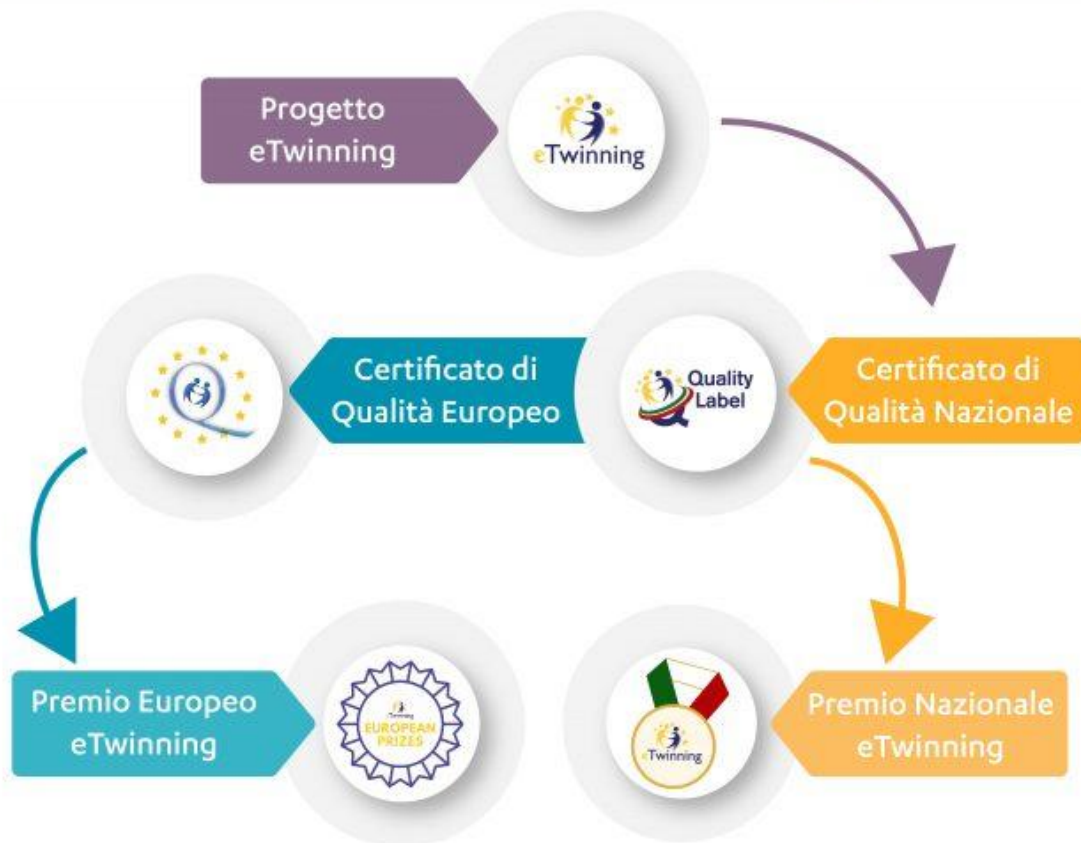 Progetto
eTwinning
eTwinning
Certificato di
Qualità Europeo
Quality
Label
Certificato di
Qualità Nazionale
Premio Europeo
eTwinning
eTwinning
EUROPEAN
PRIZES
eTwinning
Premio Nazionale
eTwinning